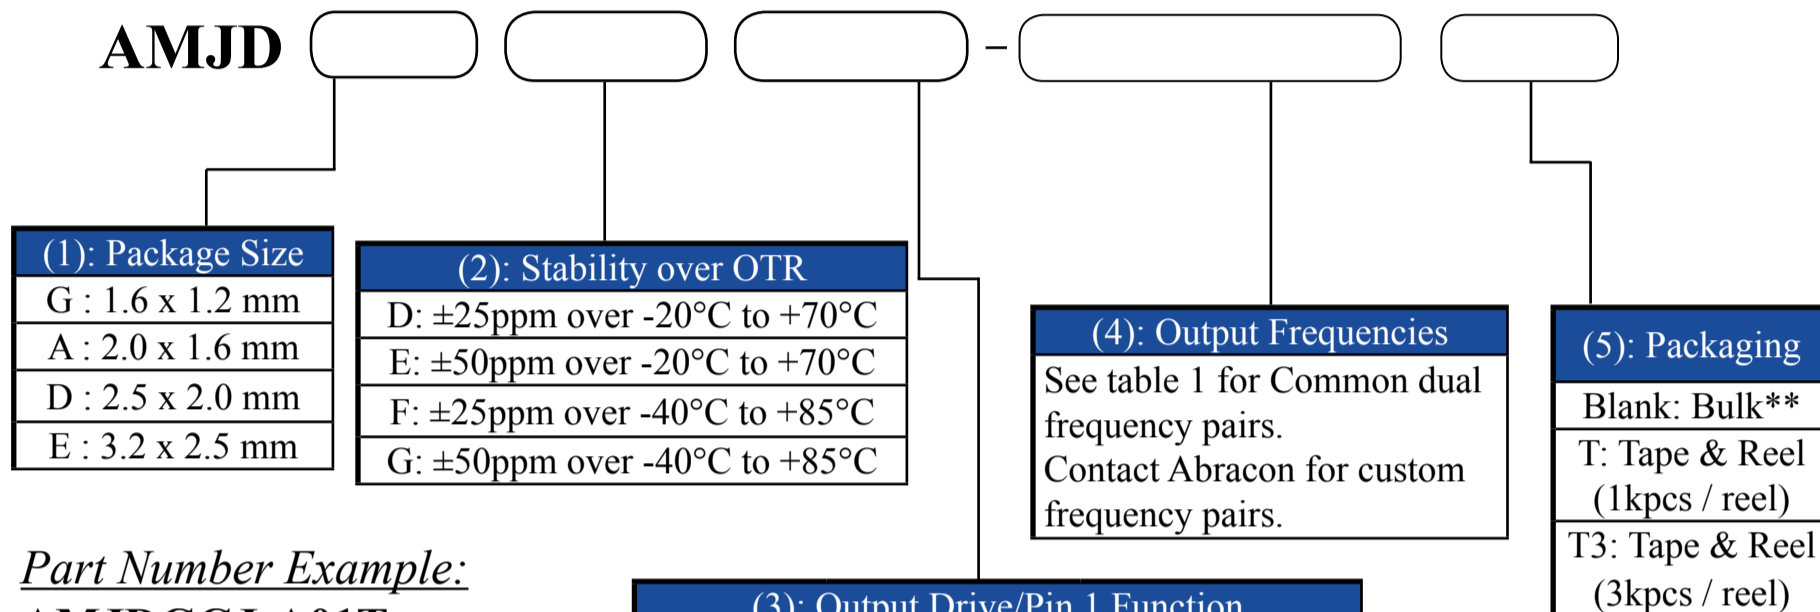 AMJD –
(1): Package Size
G : 1.6 x 1.2 mm
A : 2.0 x 1.6 mm
D : 2.5 x 2.0 mm
E : 3.2 x 2.5 mm
(2): Stability over OTR
D: ±25ppm over -20°C to +70°C
E: ±50ppm over -20°C to +70°C
F: ±25ppm over -40°C to +85°C
G: ±50ppm over -40°C to +85°C
(4): Output Frequencies
See table 1 for Common dual
frequency pairs.
Contact Abracon for custom
frequency pairs.
(5): Packaging
Blank: Bulk**
T: Tape & Reel
(1kpcs / reel)
T3: Tape & Reel
(3kpcs / reel)
Part Number Example:
(3): Output Drive/Pin 1 Function